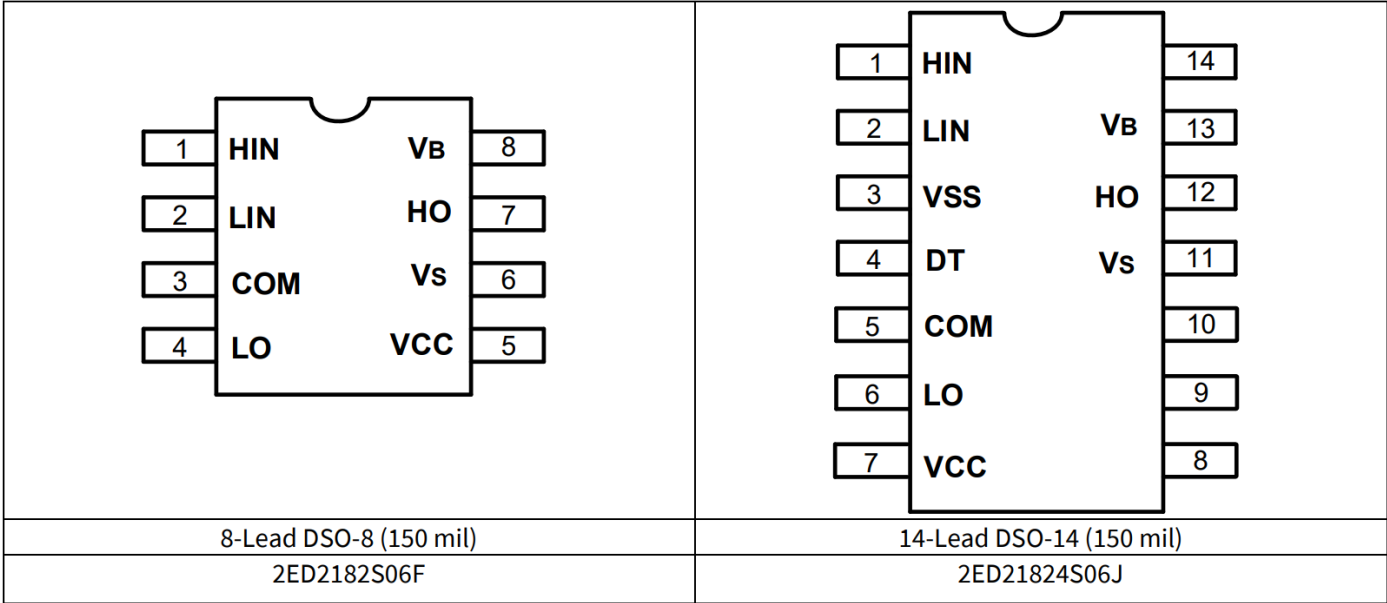 1 HIN VB 8
2 LIN HO 7
3 COM VS 6
4 LO VCC 5
8-Lead DSO-8 (150 mil)
2ED2182S06F
1 HIN 14
2 LIN VB 13
3 VSS HO 12
4 DT VS 11
5 COM 10
6 LO 9
7 VCC 8
14-Lead DSO-14 (150 mil)
2ED21824S06J